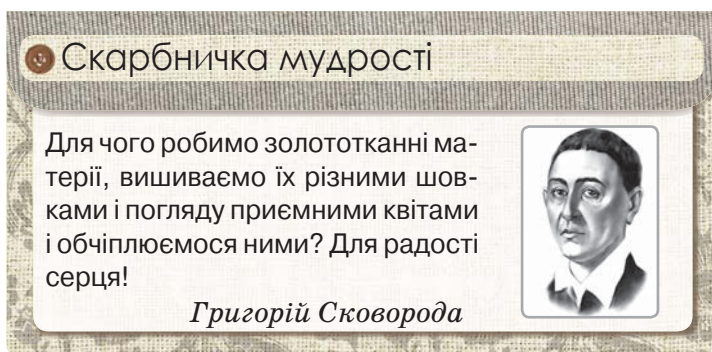 Скарбничка мудрості
Для чого робимо золототканні ма-
терії, вишиваємо їх різними шов-
ками і погляду приємними квітами
і обчіплюємося ними? Для радості
серця!
Григорій Сковорода